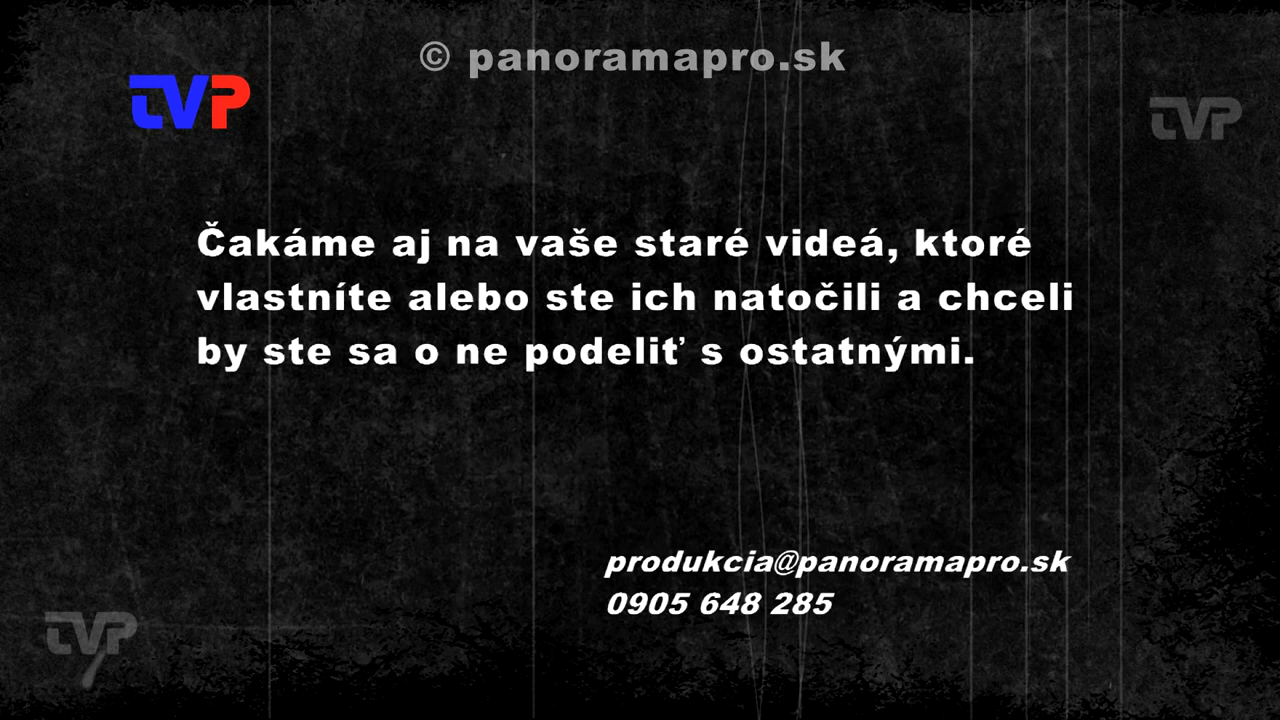 © panoramapro.sk
TVP
TVP
Čakáme aj na vaše staré videá, ktoré
vlastníte alebo ste ich natočili a chceli
by ste sa o ne podeliť s ostatnými.
produkcia@panoramapro.sk
0905 648 285
TVP